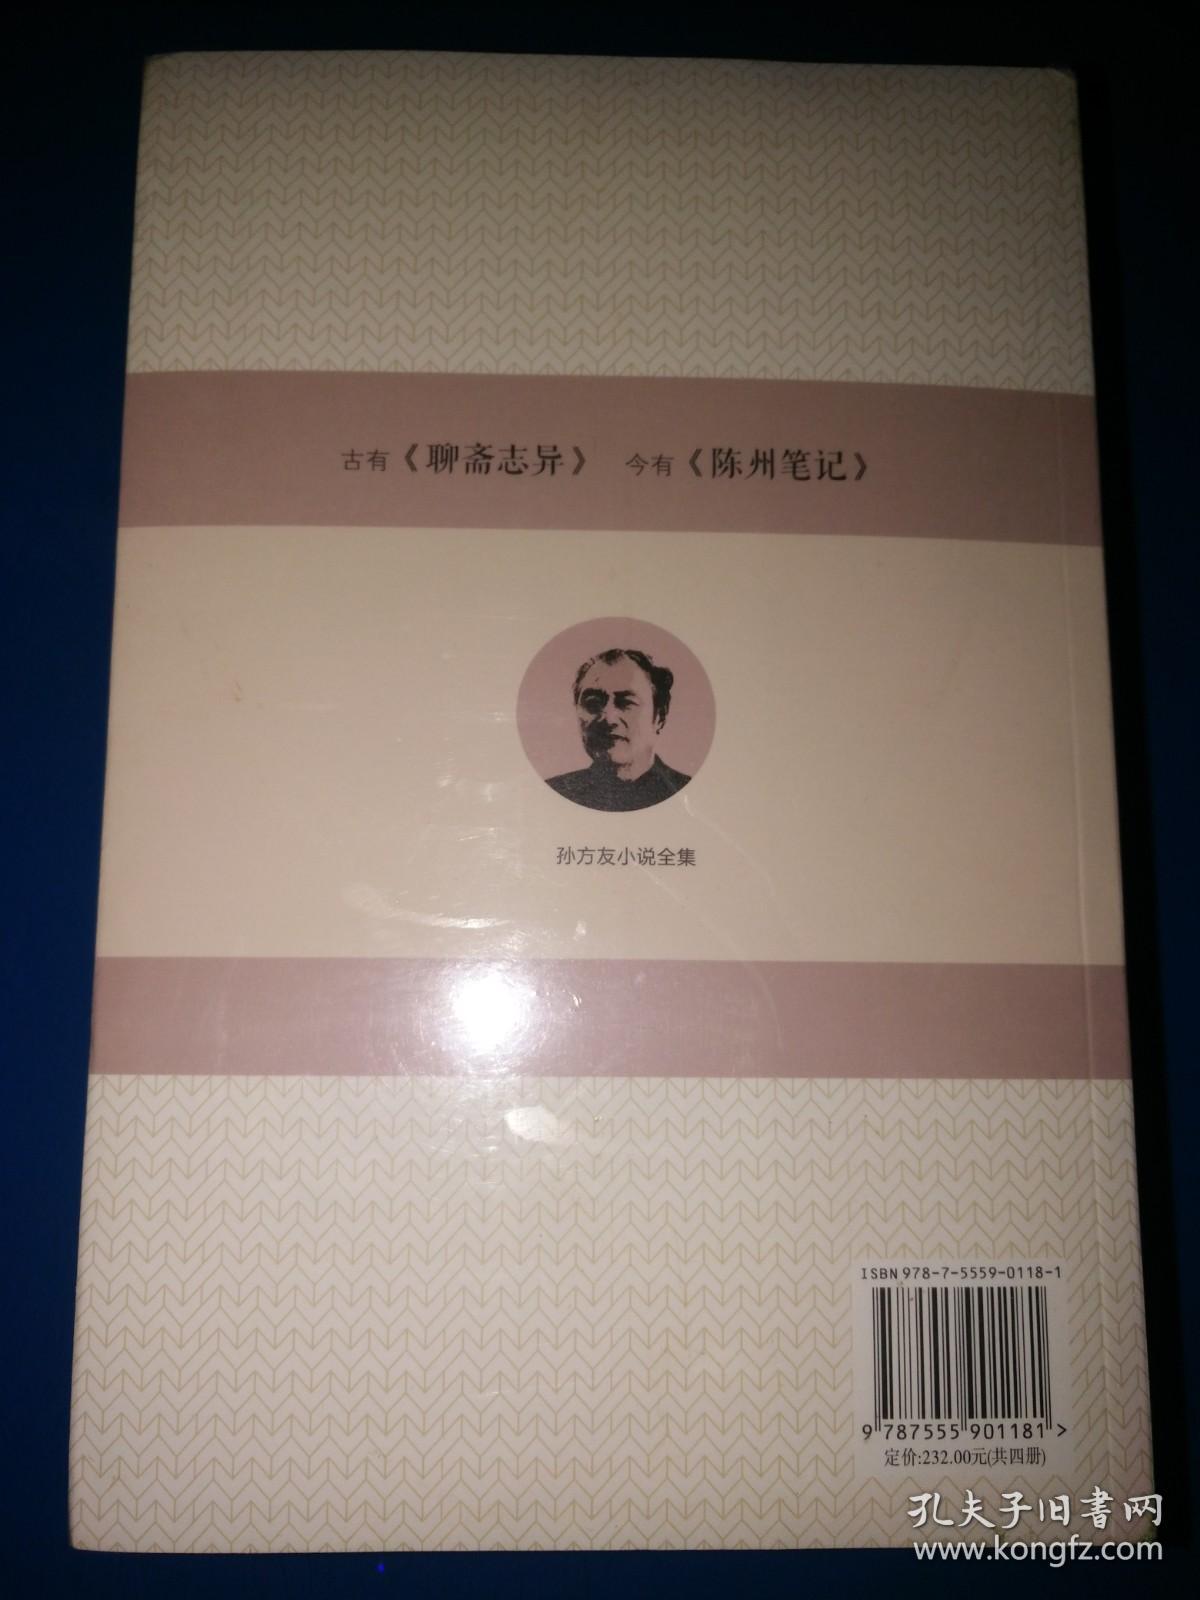 古有《聊斋志异》 今有《陈州笔记》
孙方友小说全集
ISBN 978-7-5559-0118-1
9 787555 901181 >
定价:232.00元(共四册)
孔夫子旧書网
www.kongfz.com